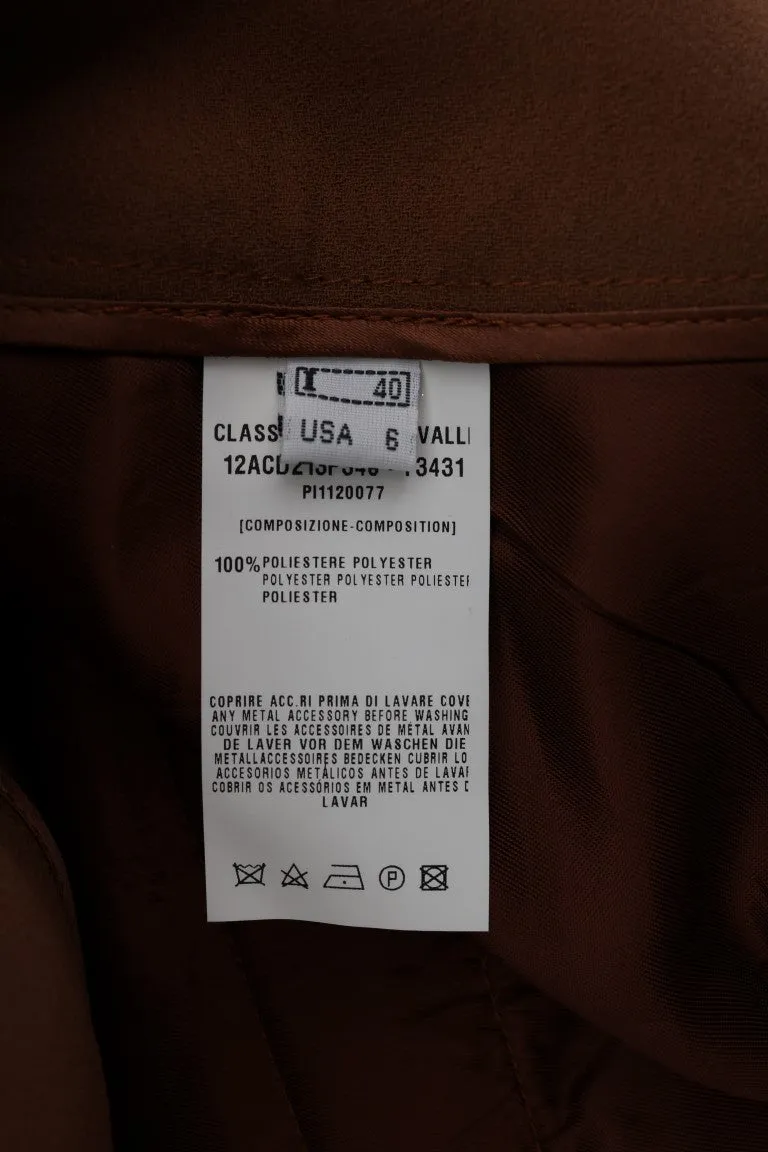 I 40
USA 6
CLASS VALLI
3431
PI1120077
[COMPOSIZIONE-COMPOSITION]
100% POLIESTERE POLYESTER
POLYESTER POLYESTER POLIESTER
POLIESTER
COPRIRE ACC.RI PRIMA DI LAVARE COVE
ANY METAL ACCESSORY BEFORE WASHING
COUVRIR LES ACCESSOIRES DE MÉTAL AVAN
DE LAVER VOR DEM WASCHEN DIE
METALLACCESSOIRES BEDECKEN CUBRIR LO
ACCESORIOS METÁLICOS ANTES DE LAVAR
COBRIR OS ACESSÓRIOS EM METAL ANTES D
LAVAR
P